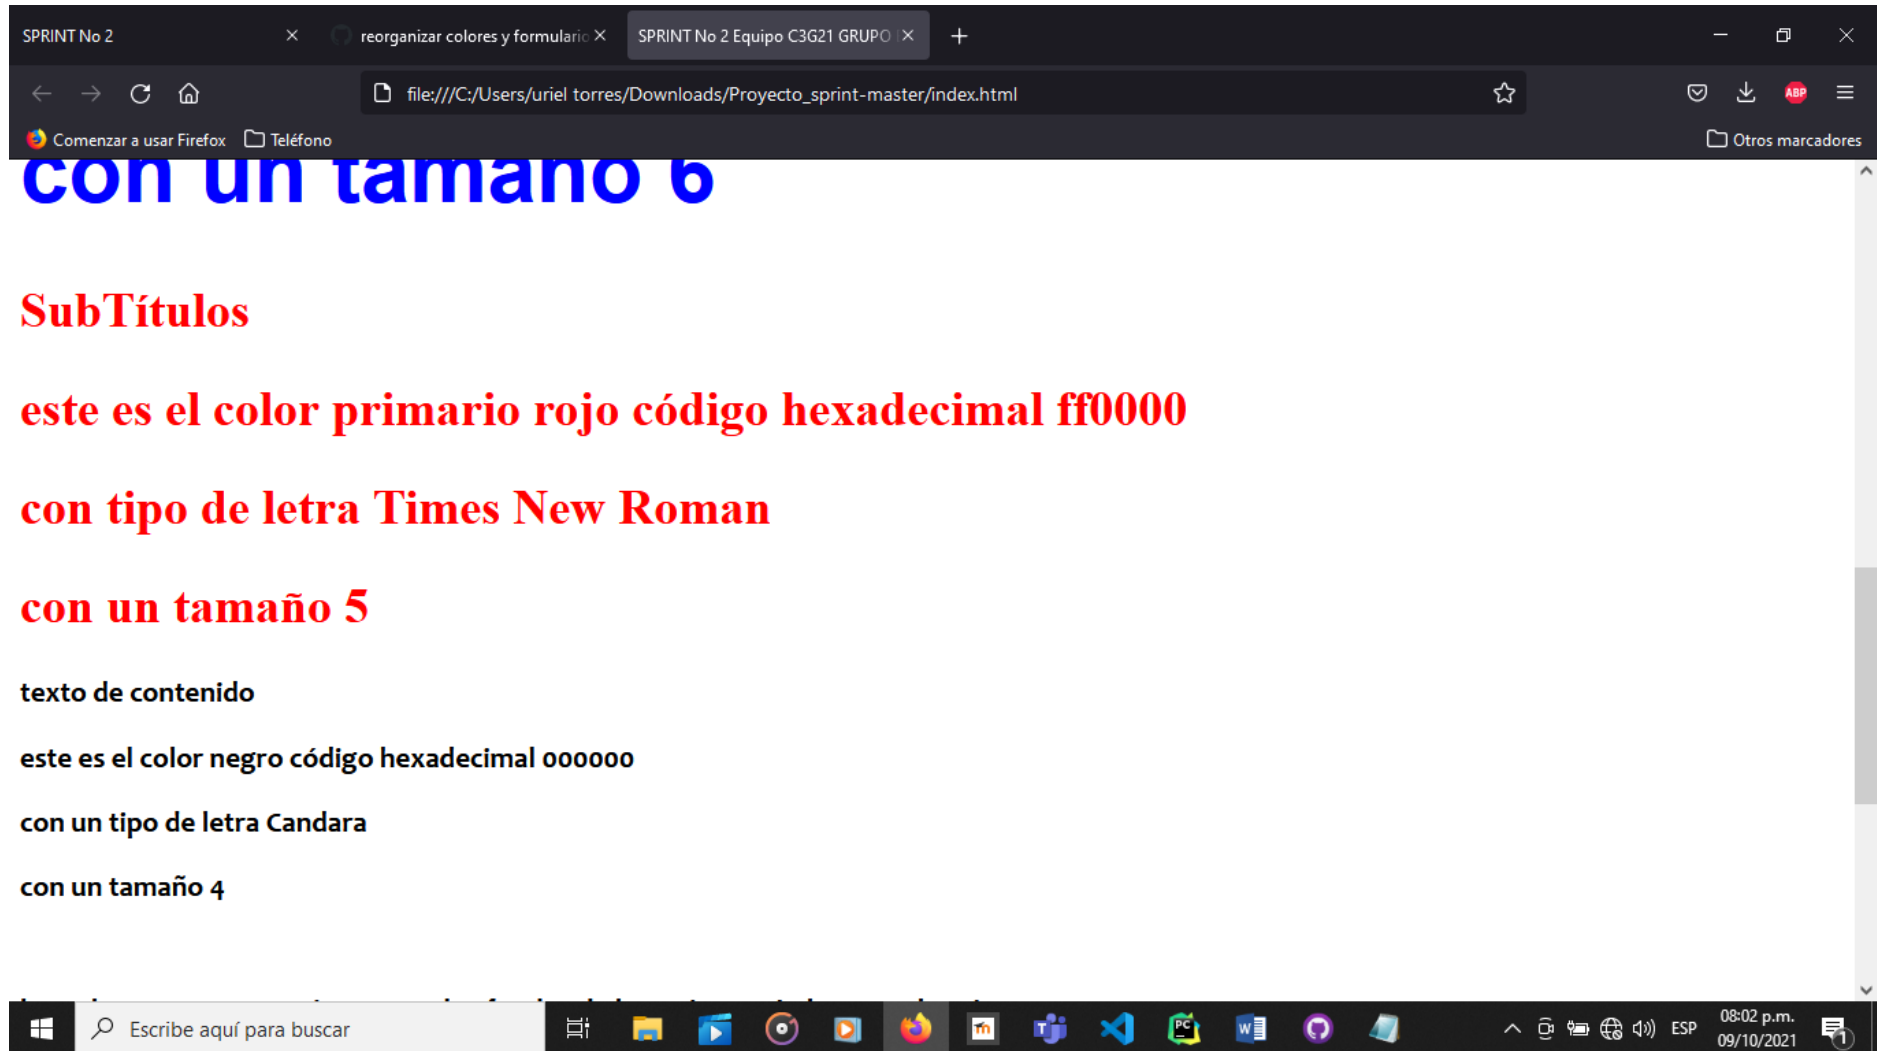 SPRINT No 2
reorganizar colores y formulario
SPRINT No 2 Equipo C3G21 GRUPO
file:///C:/Users/uriel torres/Downloads/Proyecto_sprint-master/index.html
ABP
Comenzar a usar Firefox
Teléfono
Otros marcadores
con un tamaño 6
SubTítulos
este es el color primario rojo código hexadecimal ff0000
con tipo de letra Times New Roman
con un tamaño 5
texto de contenido
este es el color negro código hexadecimal 000000
con un tipo de letra Candara
con un tamaño 4
Escribe aquí para buscar
ESP
08:02 p.m.
09/10/2021
1